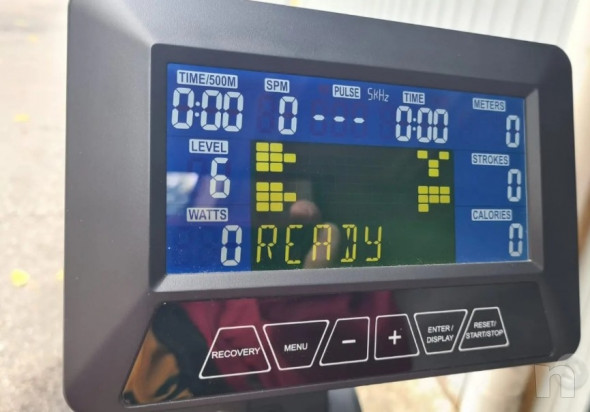 TIME/500M SPM PULSE 5KHz TIME METERS
0:00 0 --- 0:00 0
LEVEL STROKES
6 0
WATTS CALORIES
0 READY 0
RECOVERY MENU − + ENTER/ DISPLAY RESET/ START/STOP
n